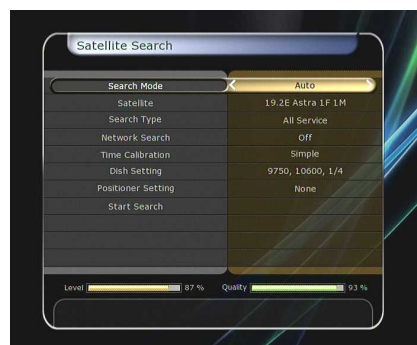 Satellite Search
Search Mode Auto
Satellite 19.2E Astra 1F 1M
Search Type All Service
Network Search Off
Time Calibration Simple
Dish Setting 9750, 10600, 1/4
Positioner Setting None
Start Search
Level 87 % Quality 93 %